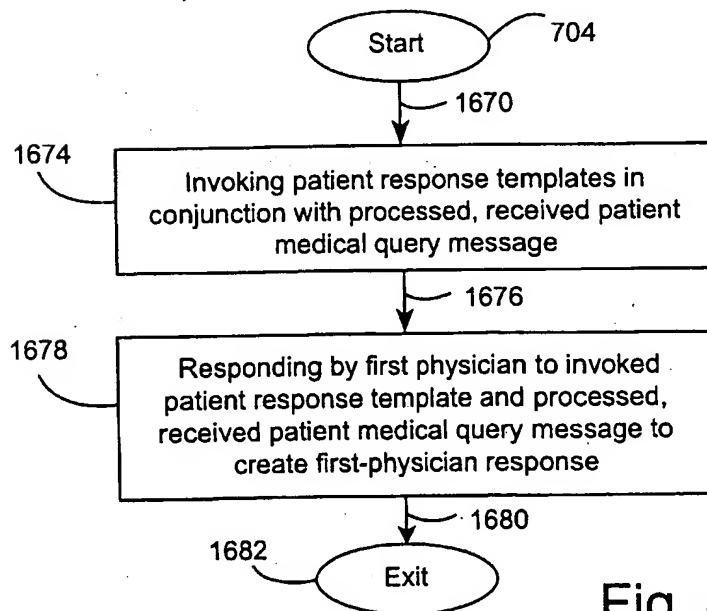 Start
704
1670
1674
Invoking patient response templates in
conjunction with processed, received patient
medical query message
1676
1678
Responding by first physician to invoked
patient response template and processed,
received patient medical query message to
create first-physician response
1680
1682
Exit
Fig